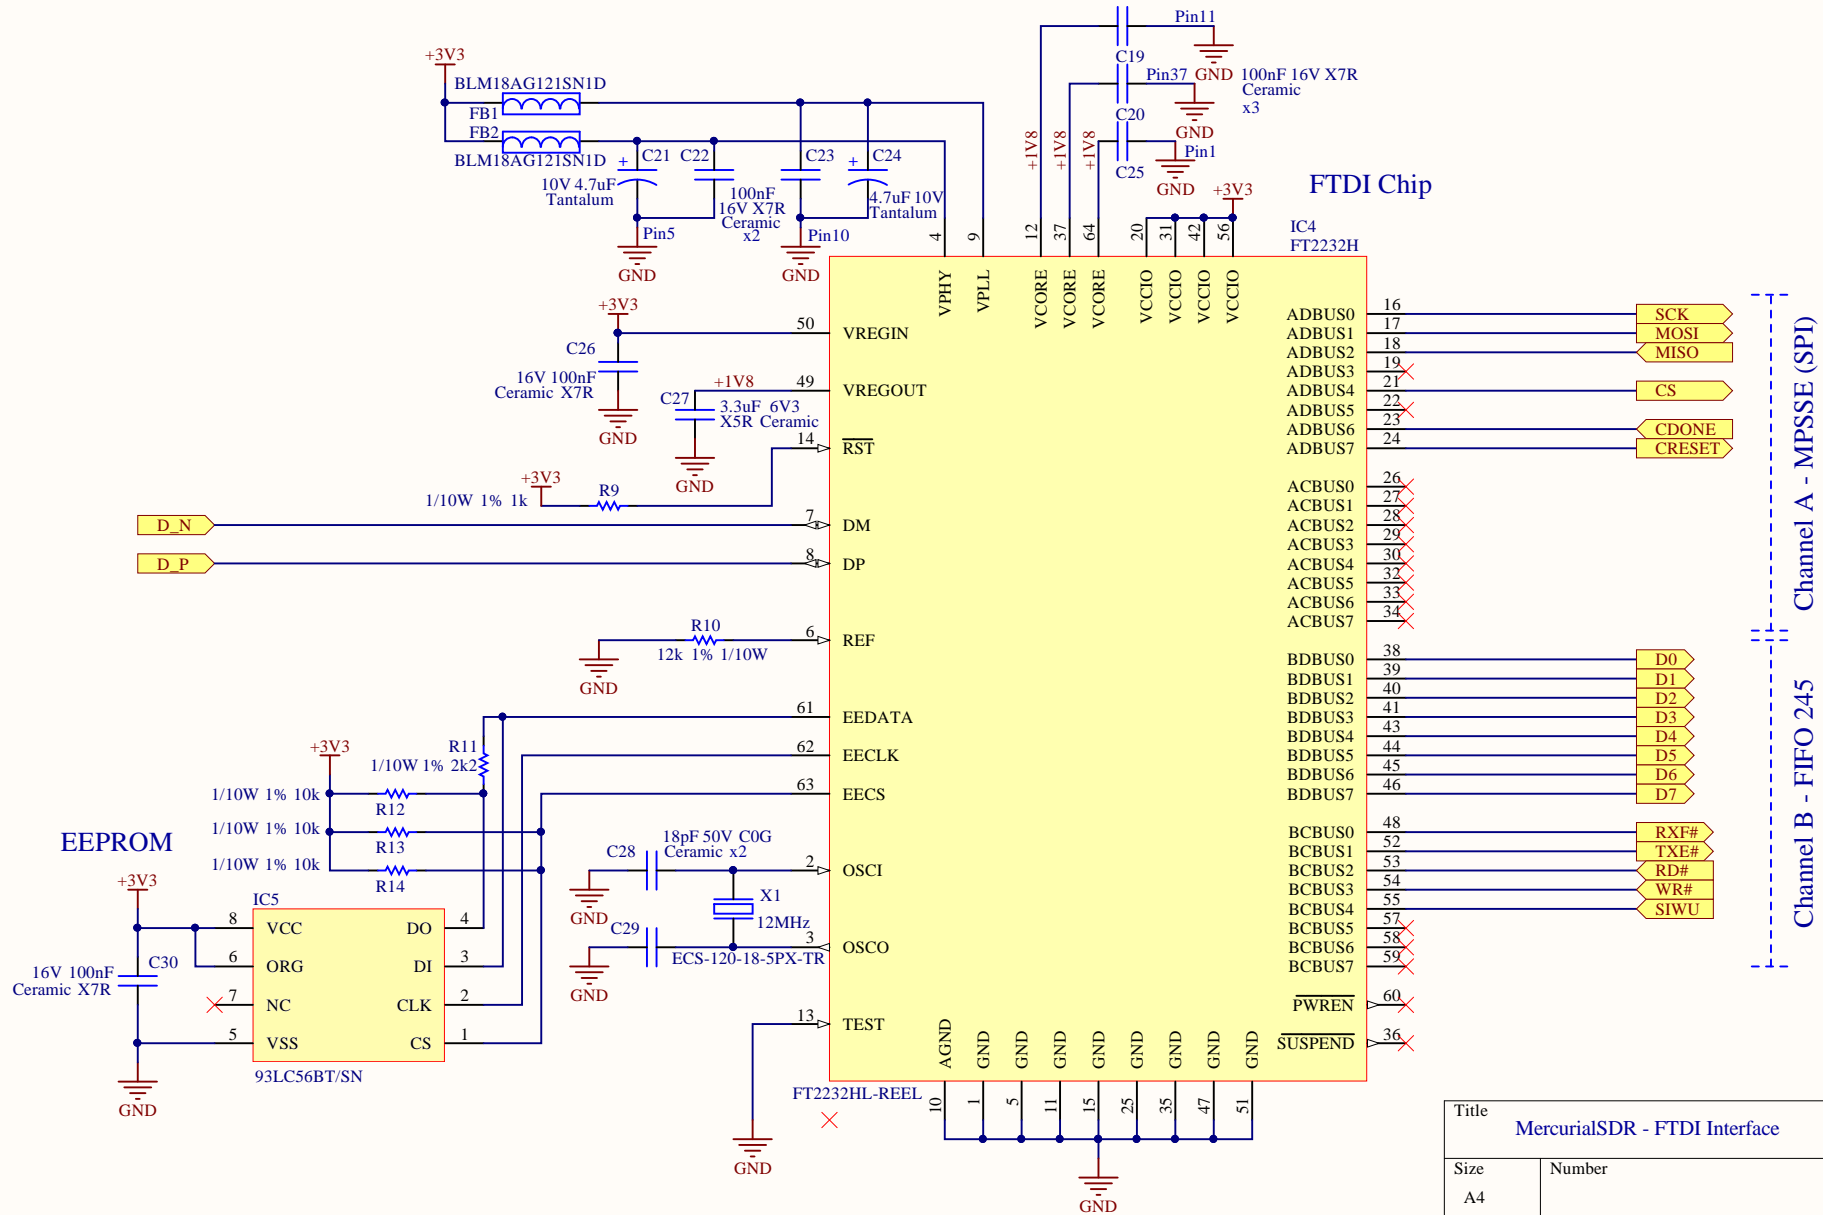 +3V3
BLM18AG121SN1D
FB1
FB2
BLM18AG121SN1D
+ C21
C22
C23
+ C24
10V 4.7uF
Tantalum
100nF
16V X7R
Ceramic
x2
4.7uF 10V
Tantalum
Pin5
GND
Pin10
GND
Pin11
C19
GND
Pin37
100nF 16V X7R
Ceramic
x3
C20
GND
Pin1
C25
GND
+1V8
+1V8
+1V8
+3V3
FTDI Chip
IC4
FT2232H
4
9
12
37
64
20
31
42
56
VPHY
VPLL
VCORE
VCORE
VCORE
VCCIO
VCCIO
VCCIO
VCCIO
+3V3
50 VREGIN
C26
16V 100nF
Ceramic X7R
GND
+1V8
49 VREGOUT
C27
3.3uF 6V3
X5R Ceramic
GND
14 RST
+3V3
1/10W 1% 1k
R9
D_N
7 DM
D_P
8 DP
R10
12k 1% 1/10W
GND
6 REF
61 EEDATA
62 EECLK
63 EECS
+3V3
R11
1/10W 1% 2k2
1/10W 1% 10k
R12
1/10W 1% 10k
R13
1/10W 1% 10k
R14
EEPROM
+3V3
IC5
8 VCC
6 ORG
7 NC
5 VSS
DO 4
DI 3
CLK 2
CS 1
93LC56BT/SN
C30
16V 100nF
Ceramic X7R
GND
18pF 50V C0G
Ceramic x2
C28
GND
2 OSCI
X1
12MHz
C29
GND
3 OSCO
ECS-120-18-5PX-TR
13 TEST
GND
FT2232HL-REEL
AGND
GND
GND
GND
GND
GND
GND
GND
GND
10
1
5
11
15
25
35
47
51
GND
ADBUS0 16 SCK
ADBUS1 17 MOSI
ADBUS2 18 MISO
ADBUS3 19
ADBUS4 21 CS
ADBUS5 22
ADBUS6 23 CDONE
ADBUS7 24 CRESET
ACBUS0 26
ACBUS1 27
ACBUS2 28
ACBUS3 29
ACBUS4 30
ACBUS5 32
ACBUS6 33
ACBUS7 34
Channel A - MPSSE (SPI)
BDBUS0 38 D0
BDBUS1 39 D1
BDBUS2 40 D2
BDBUS3 41 D3
BDBUS4 43 D4
BDBUS5 44 D5
BDBUS6 45 D6
BDBUS7 46 D7
BCBUS0 48 RXF#
BCBUS1 52 TXE#
BCBUS2 53 RD#
BCBUS3 54 WR#
BCBUS4 55 SIWU
BCBUS5 57
BCBUS6 58
BCBUS7 59
Channel B - FIFO 245
PWREN 60
SUSPEND 36
Title
MercurialSDR - FTDI Interface
Size
Number
A4